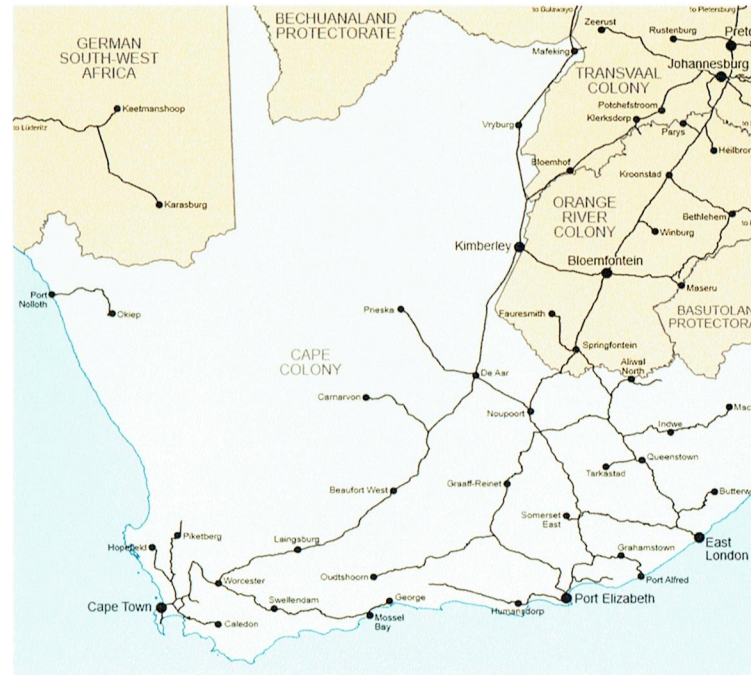 to Bulawayo
to Pietersburg
BECHUANALAND
PROTECTORATE
Zeerust
Rustenburg
Preto
GERMAN
SOUTH-WEST
AFRICA
Mafeking
Johannesburg
TRANSVAAL
COLONY
Keetmanshoop
Potchefstroom
Klerksdorp
to Lüderitz
Vryburg
Parys
Heilbron
Bloemhof
Kroonstad
Karasburg
ORANGE
RIVER
COLONY
Bethlehem
Winburg
Kimberley
Bloemfontein
Maseru
Port
Nolloth
Okiep
Prieska
Fauresmith
BASUTOLAN
PROTECTORA
Springfontein
CAPE
COLONY
Aliwal
North
De Aar
Carnarvon
Noupoort
Mac
Indwe
Queenstown
Tarkastad
Beaufort West
Graaff-Reinet
Butterw
Somerset
East
Piketberg
Hopefield
Laingsburg
East
London
Grahamstown
Worcester
Oudtshoorn
Port Alfred
Cape Town
Swellendam
George
Humansdorp
Port Elizabeth
Mossel
Bay
Caledon